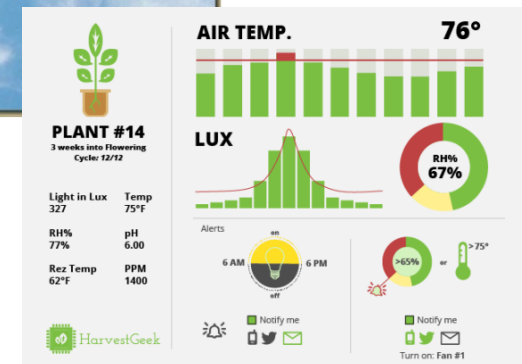 AIR TEMP. 76°
PLANT #14
3 weeks into Flowering
Cycle: 12/12
Light in Lux Temp
327 75°F
RH% pH
77% 6.00
Rez Temp PPM
62°F 1400
HarvestGeek
LUX
RH%
67%
Alerts
on
6 AM 6 PM
off
Notify me
>65% or >75°
Notify me
Turn on: Fan #1